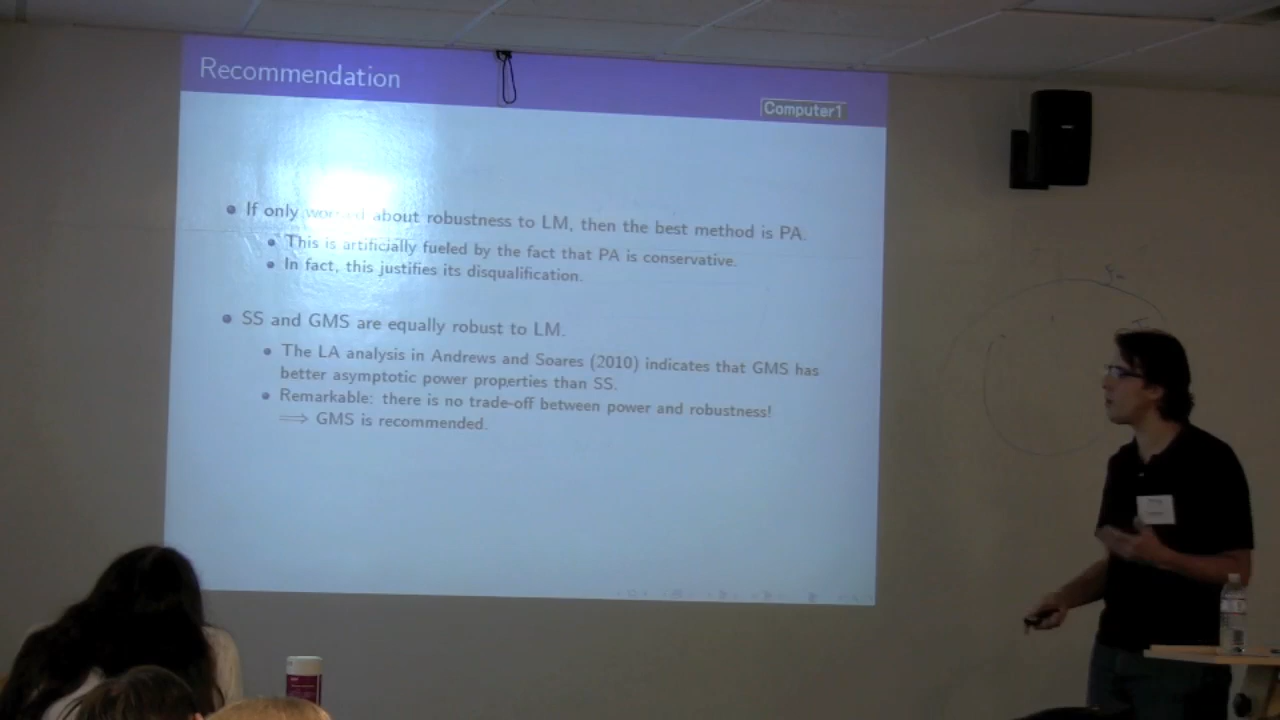 Recommendation
Computer1
If only worried about robustness to LM, then the best method is PA.
This is artificially fueled by the fact that PA is conservative.
In fact, this justifies its disqualification.
SS and GMS are equally robust to LM.
The LA analysis in Andrews and Soares (2010) indicates that GMS has
better asymptotic power properties than SS.
Remarkable: there is no trade-off between power and robustness!
⟹ GMS is recommended.